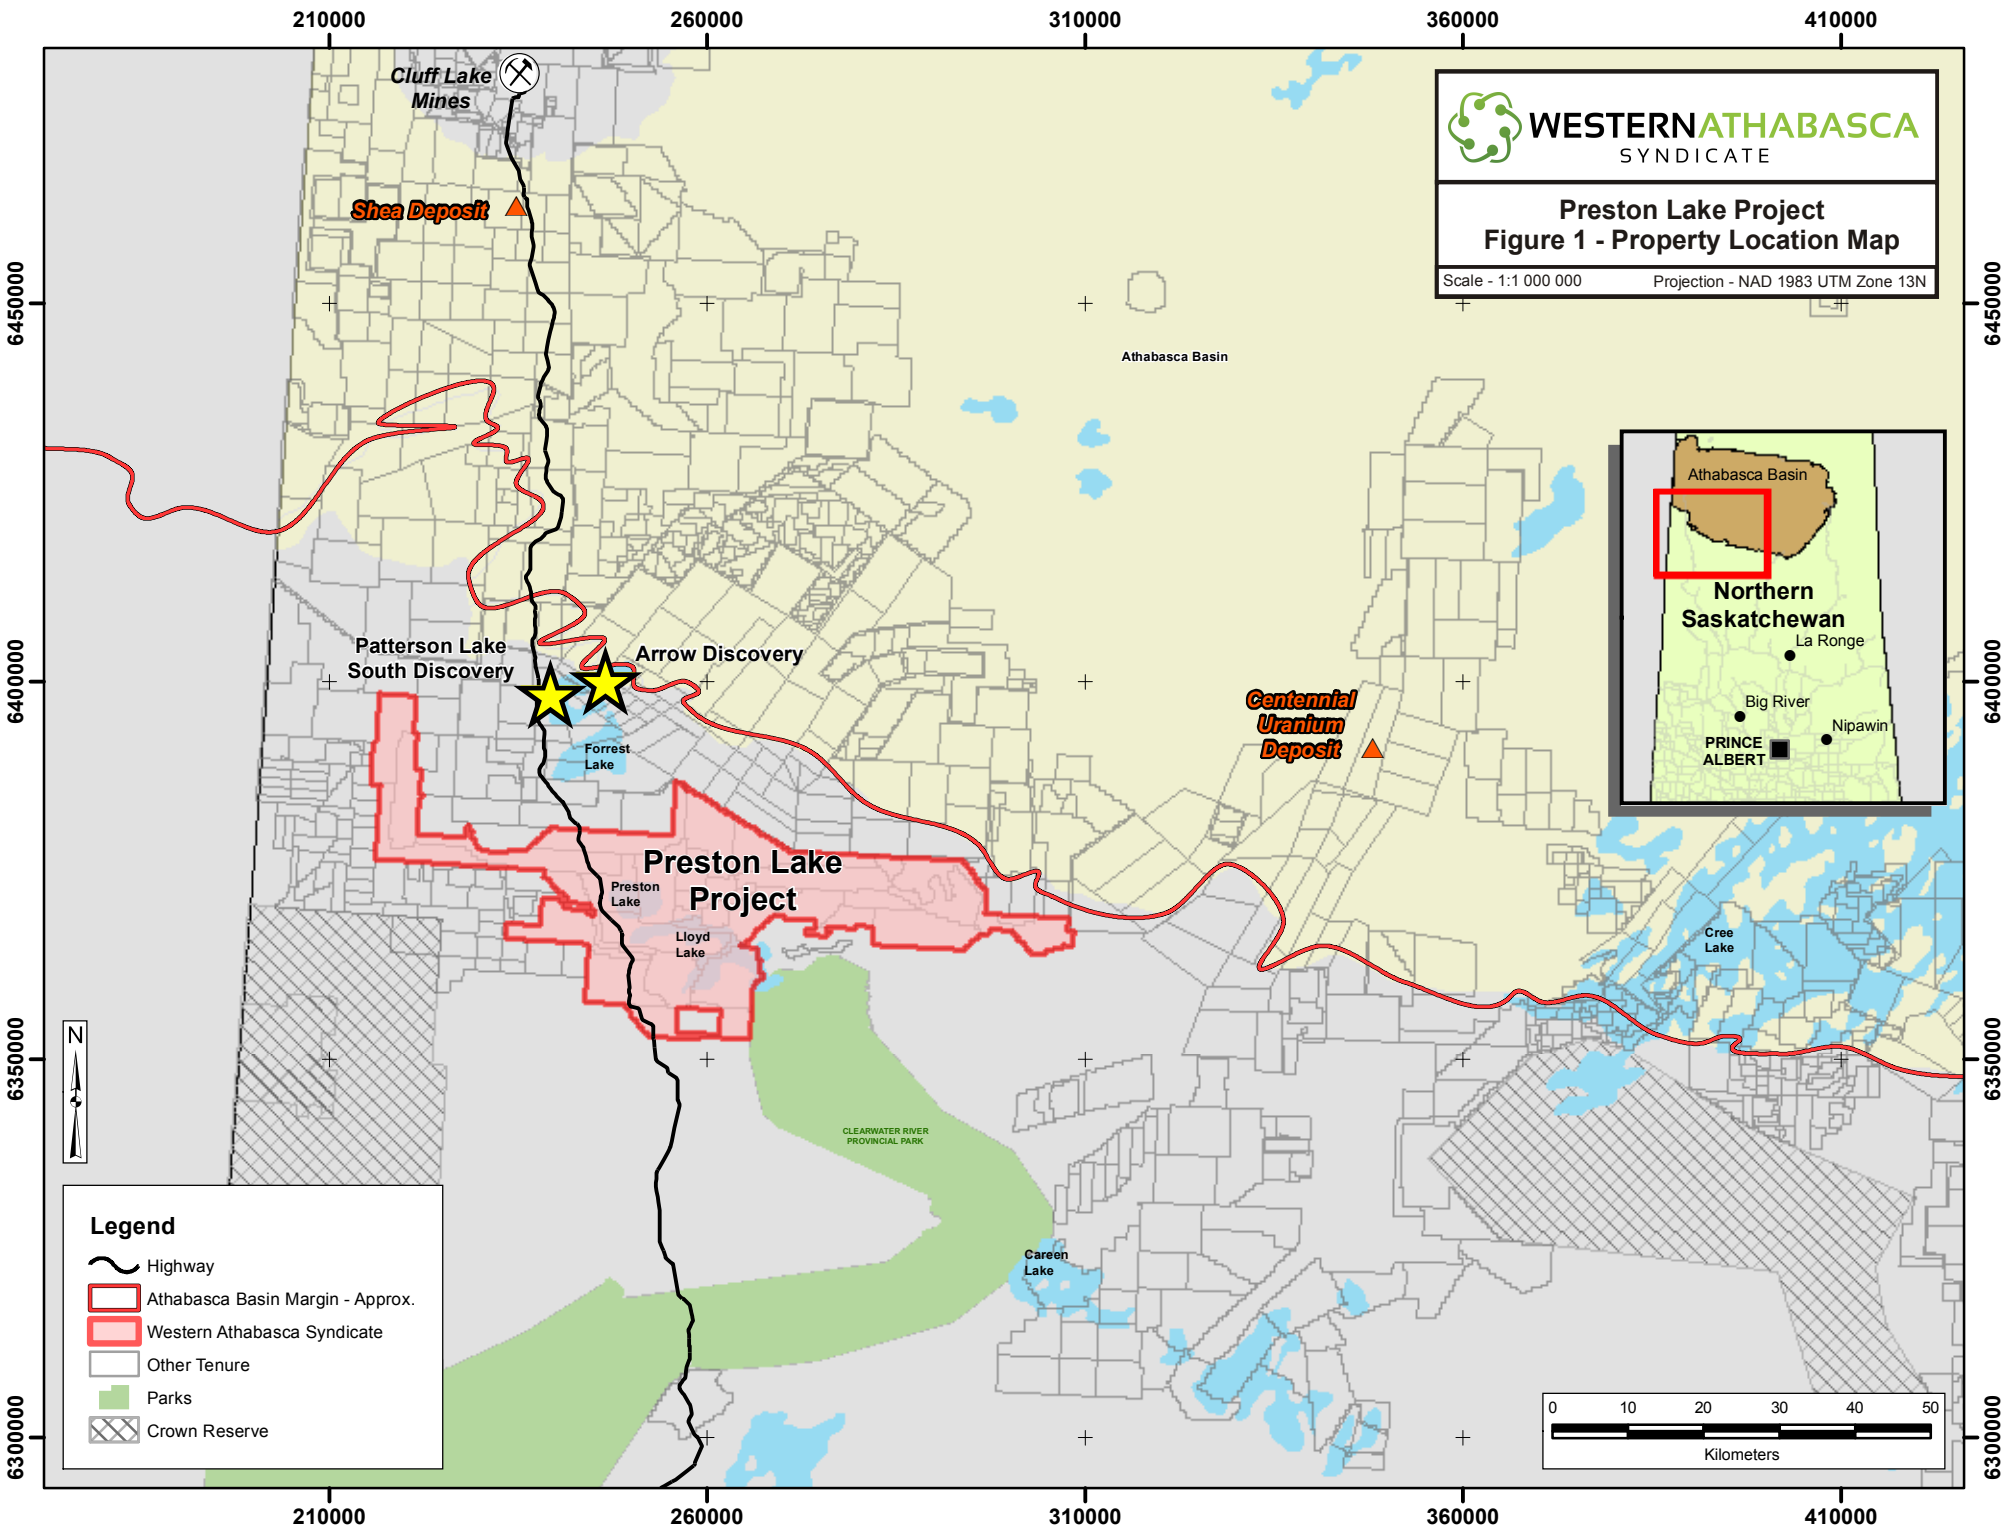 210000
260000
310000
360000
410000
Cluff Lake
Mines
WESTERNATHABASCA
SYNDICATE
Preston Lake Project
Figure 1 - Property Location Map
Scale - 1:1 000 000
Projection - NAD 1983 UTM Zone 13N
Shea Deposit
6450000
6450000
Athabasca Basin
Athabasca Basin
Northern
Saskatchewan
La Ronge
Big River
Nipawin
PRINCE
ALBERT
Patterson Lake
South Discovery
Arrow Discovery
6400000
6400000
Centennial
Uranium
Deposit
Forrest
Lake
Preston Lake
Project
Preston
Lake
Lloyd
Lake
Cree
Lake
N
6350000
6350000
CLEARWATER RIVER
PROVINCIAL PARK
Careen
Lake
Legend
Highway
Athabasca Basin Margin - Approx.
Western Athabasca Syndicate
Other Tenure
Parks
Crown Reserve
0
10
20
30
40
50
Kilometers
6300000
6300000
210000
260000
310000
360000
410000